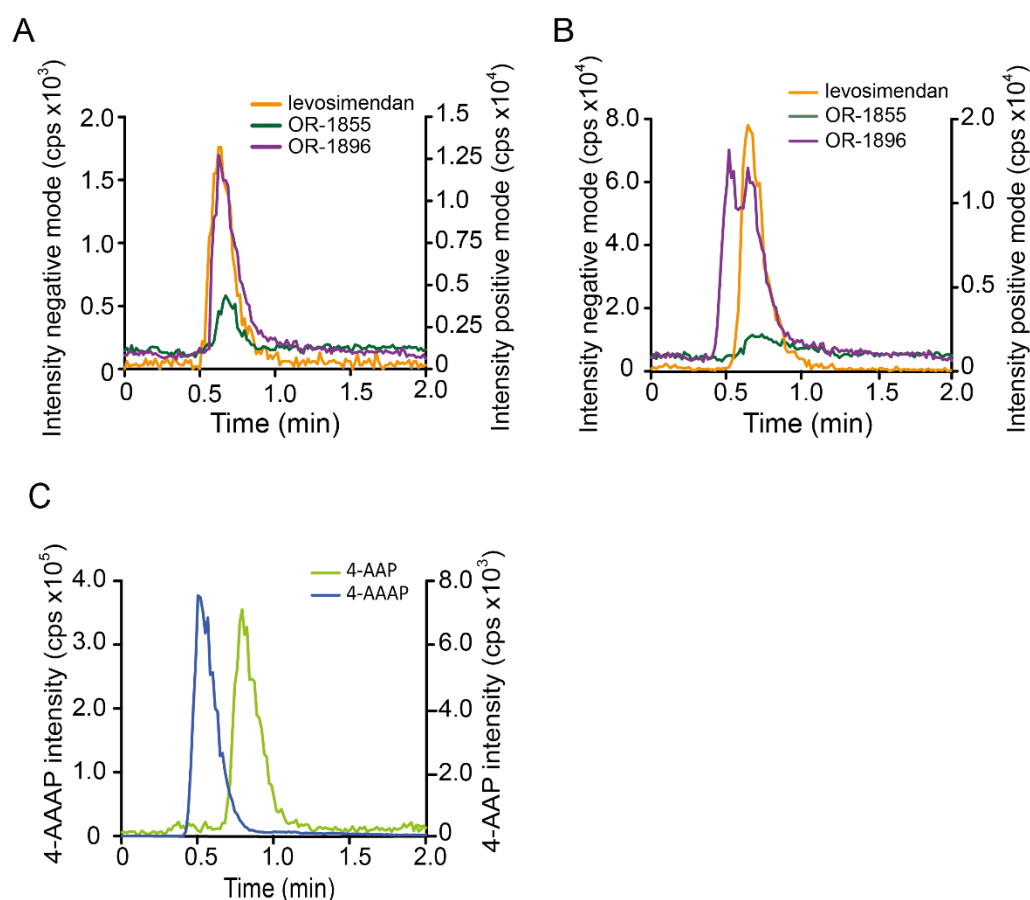 A
Intensity negative mode (cps x10³)
2.0
1.5
1.0
0.5
0
levosimendan
OR-1855
OR-1896
1.5
1.25
1.0
0.75
0.5
0.25
0
Intensity positive mode (cps x10⁴)
0 0.5 1.0 1.5 2.0
Time (min)
B
Intensity negative mode (cps x10⁴)
8.0
6.0
4.0
2.0
0
levosimendan
OR-1855
OR-1896
2.0
1.0
0.5
0
Intensity positive mode (cps x10⁴)
0 0.5 1.0 1.5 2.0
Time (min)
C
4-AAAP intensity (cps x10⁵)
4.0
3.0
2.0
1.0
0
4-AAP
4-AAAP
8.0
6.0
4.0
2.0
0
4-AAP intensity (cps x10³)
0 0.5 1.0 1.5 2.0
Time (min)